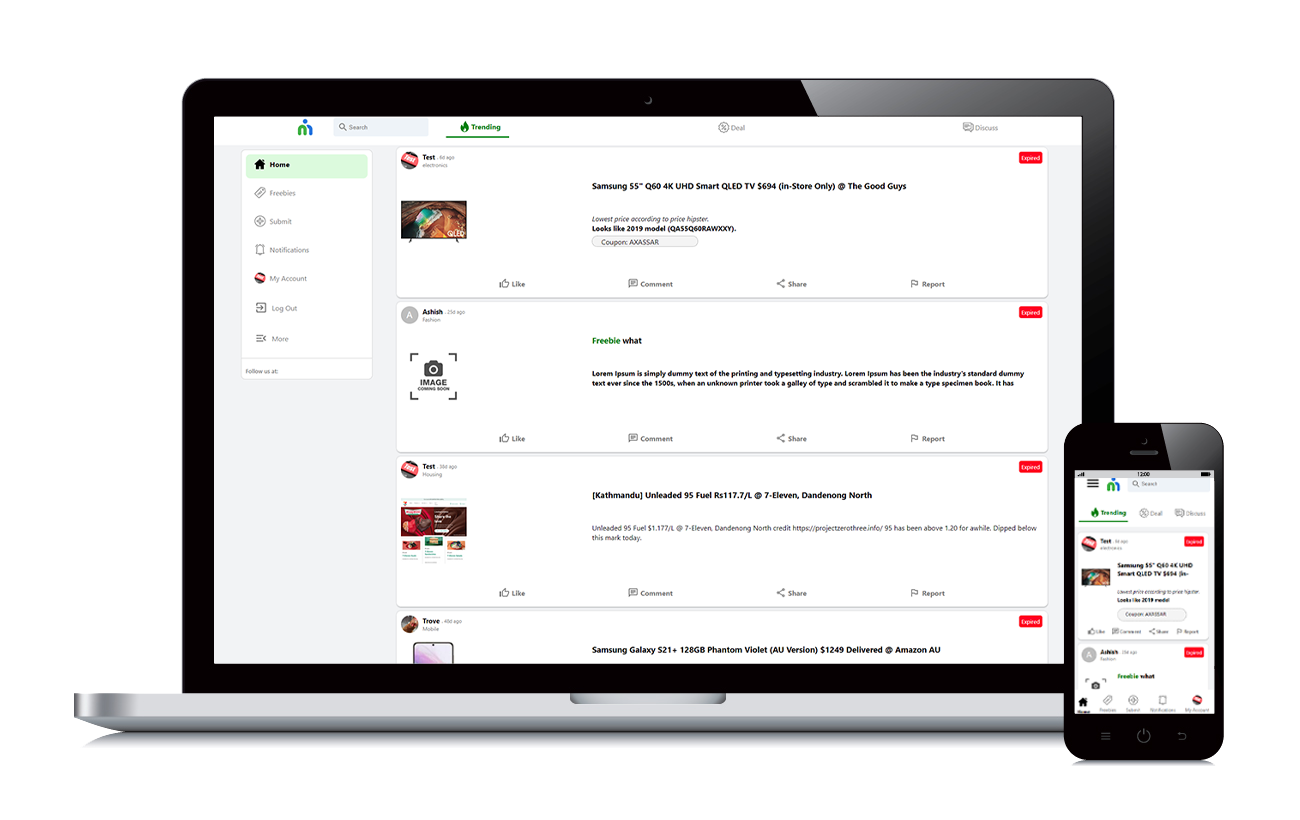 Search
Trending
Deal
Discuss
Home
Freebies
Submit
Notifications
My Account
Log Out
More
Follow us at:
Test
Test . 6d ago
electronics
Expired
Samsung 55" Q60 4K UHD Smart QLED TV $694 (in-Store Only) @ The Good Guys
QLED
Lowest price according to price hipster.
Looks like 2019 model (QA55Q60RAWXXY).
Coupon: AXASSAR
Like
Comment
Share
Report
A
Ashish . 25d ago
Fashion
Expired
Freebie what
IMAGE
COMING SOON
Lorem Ipsum is simply dummy text of the printing and typesetting industry. Lorem Ipsum has been the industry's standard dummy
text ever since the 1500s, when an unknown printer took a galley of type and scrambled it to make a type specimen book. It has
Like
Comment
Share
Report
Test
Test . 38d ago
Housing
Expired
[Kathmandu] Unleaded 95 Fuel Rs117.7/L @ 7-Eleven, Dandenong North
Unleaded 95 Fuel $1.177/L @ 7-Eleven, Dandenong North credit https://projectzerothree.info/ 95 has been above 1.20 for awhile. Dipped below
this mark today.
Like
Comment
Share
Report
Trove . 40d ago
Mobile
Expired
Samsung Galaxy S21+ 128GB Phantom Violet (AU Version) $1249 Delivered @ Amazon AU
12:00
Search
Trending
Deal
Discuss
Test
electronics
Expired
Samsung 55" Q60 4K UHD
Smart QLED TV $694 (in-
Lowest price according to price hipster.
Looks like 2019 model
Coupon: AXASSAR
Like
Comment
Share
Report
A
Ashish . 25d ago
Fashion
Expired
Freebie what
Home
Freebies
Submit
Notifications
My Account